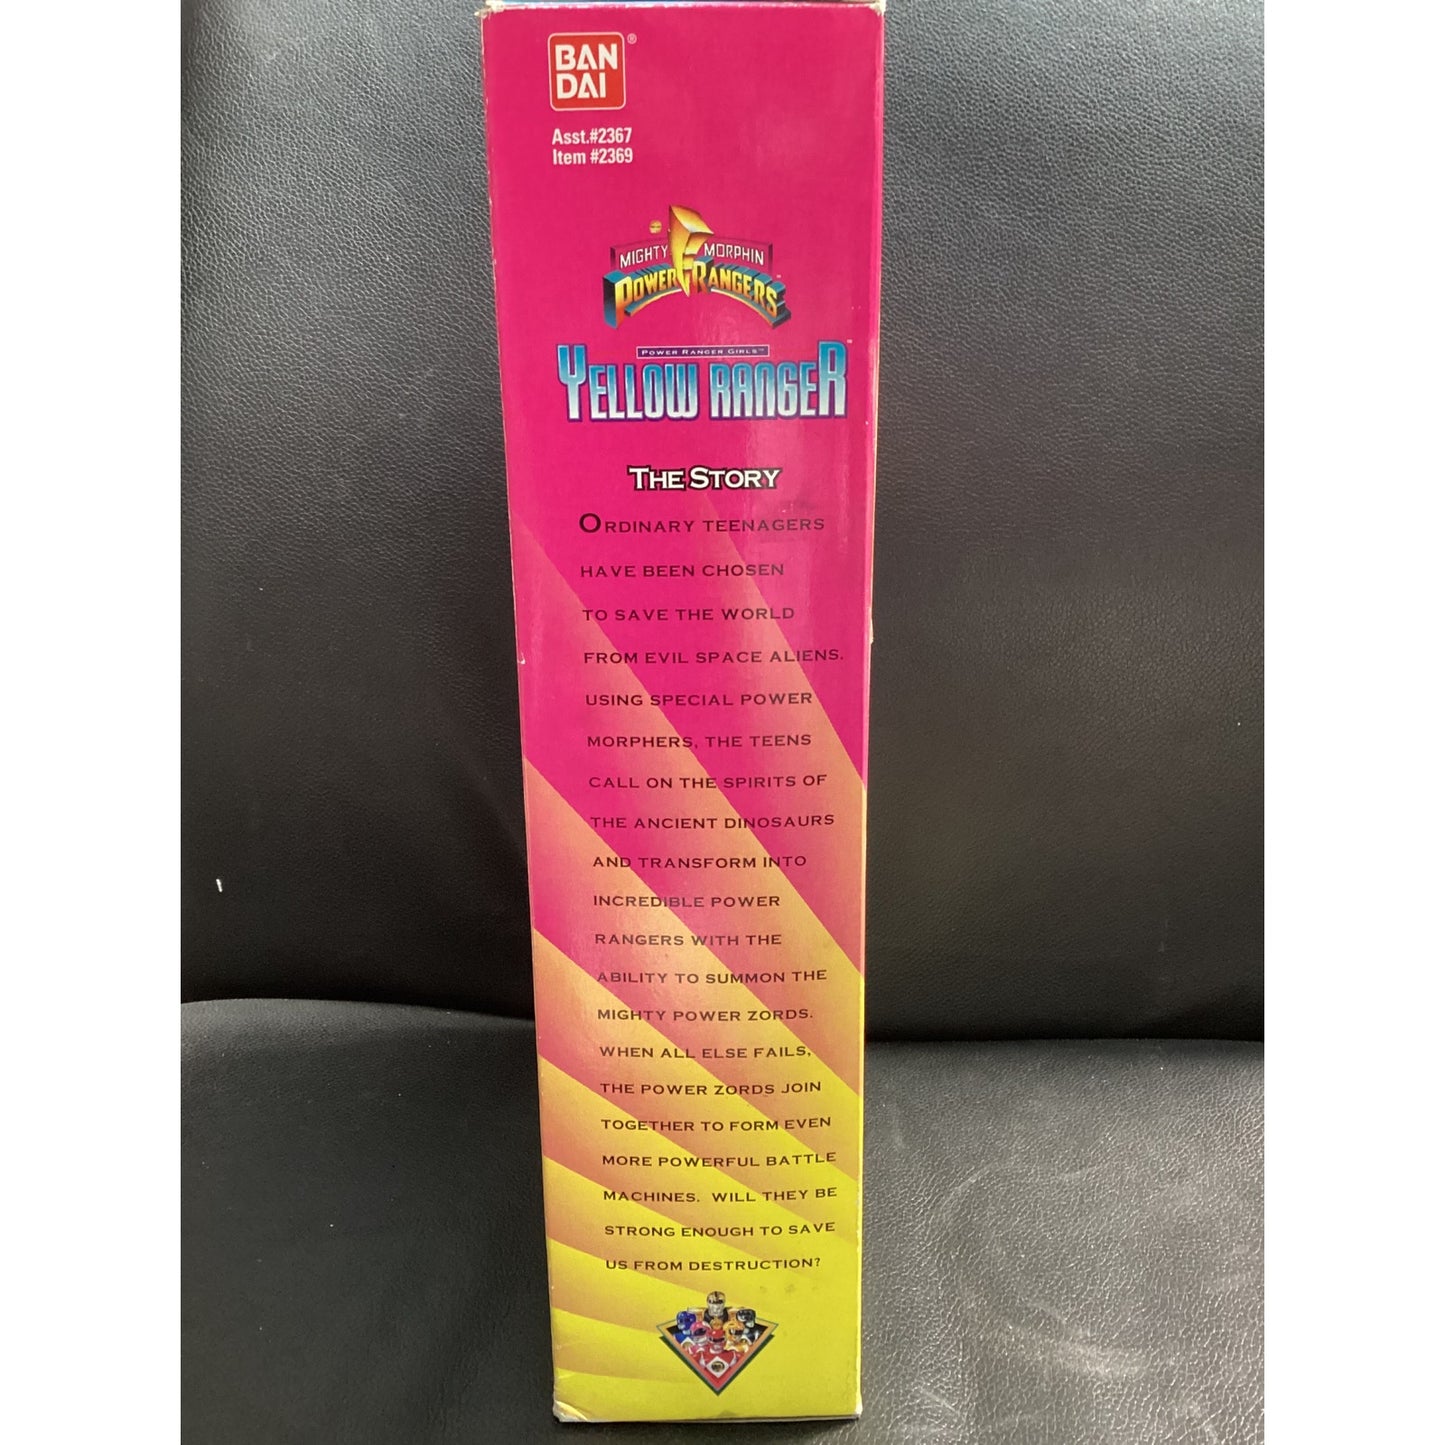 BAN
DAI
®
Asst.#2367
Item #2369
MIGHTY MORPHIN
POWER RANGERS™
POWER RANGER GIRLS™
YELLOW RANGER™
THE STORY
ORDINARY TEENAGERS
HAVE BEEN CHOSEN
TO SAVE THE WORLD
FROM EVIL SPACE ALIENS.
USING SPECIAL POWER
MORPHERS, THE TEENS
CALL ON THE SPIRITS OF
THE ANCIENT DINOSAURS
AND TRANSFORM INTO
INCREDIBLE POWER
RANGERS WITH THE
ABILITY TO SUMMON THE
MIGHTY POWER ZORDS.
WHEN ALL ELSE FAILS,
THE POWER ZORDS JOIN
TOGETHER TO FORM EVEN
MORE POWERFUL BATTLE
MACHINES. WILL THEY BE
STRONG ENOUGH TO SAVE
US FROM DESTRUCTION?